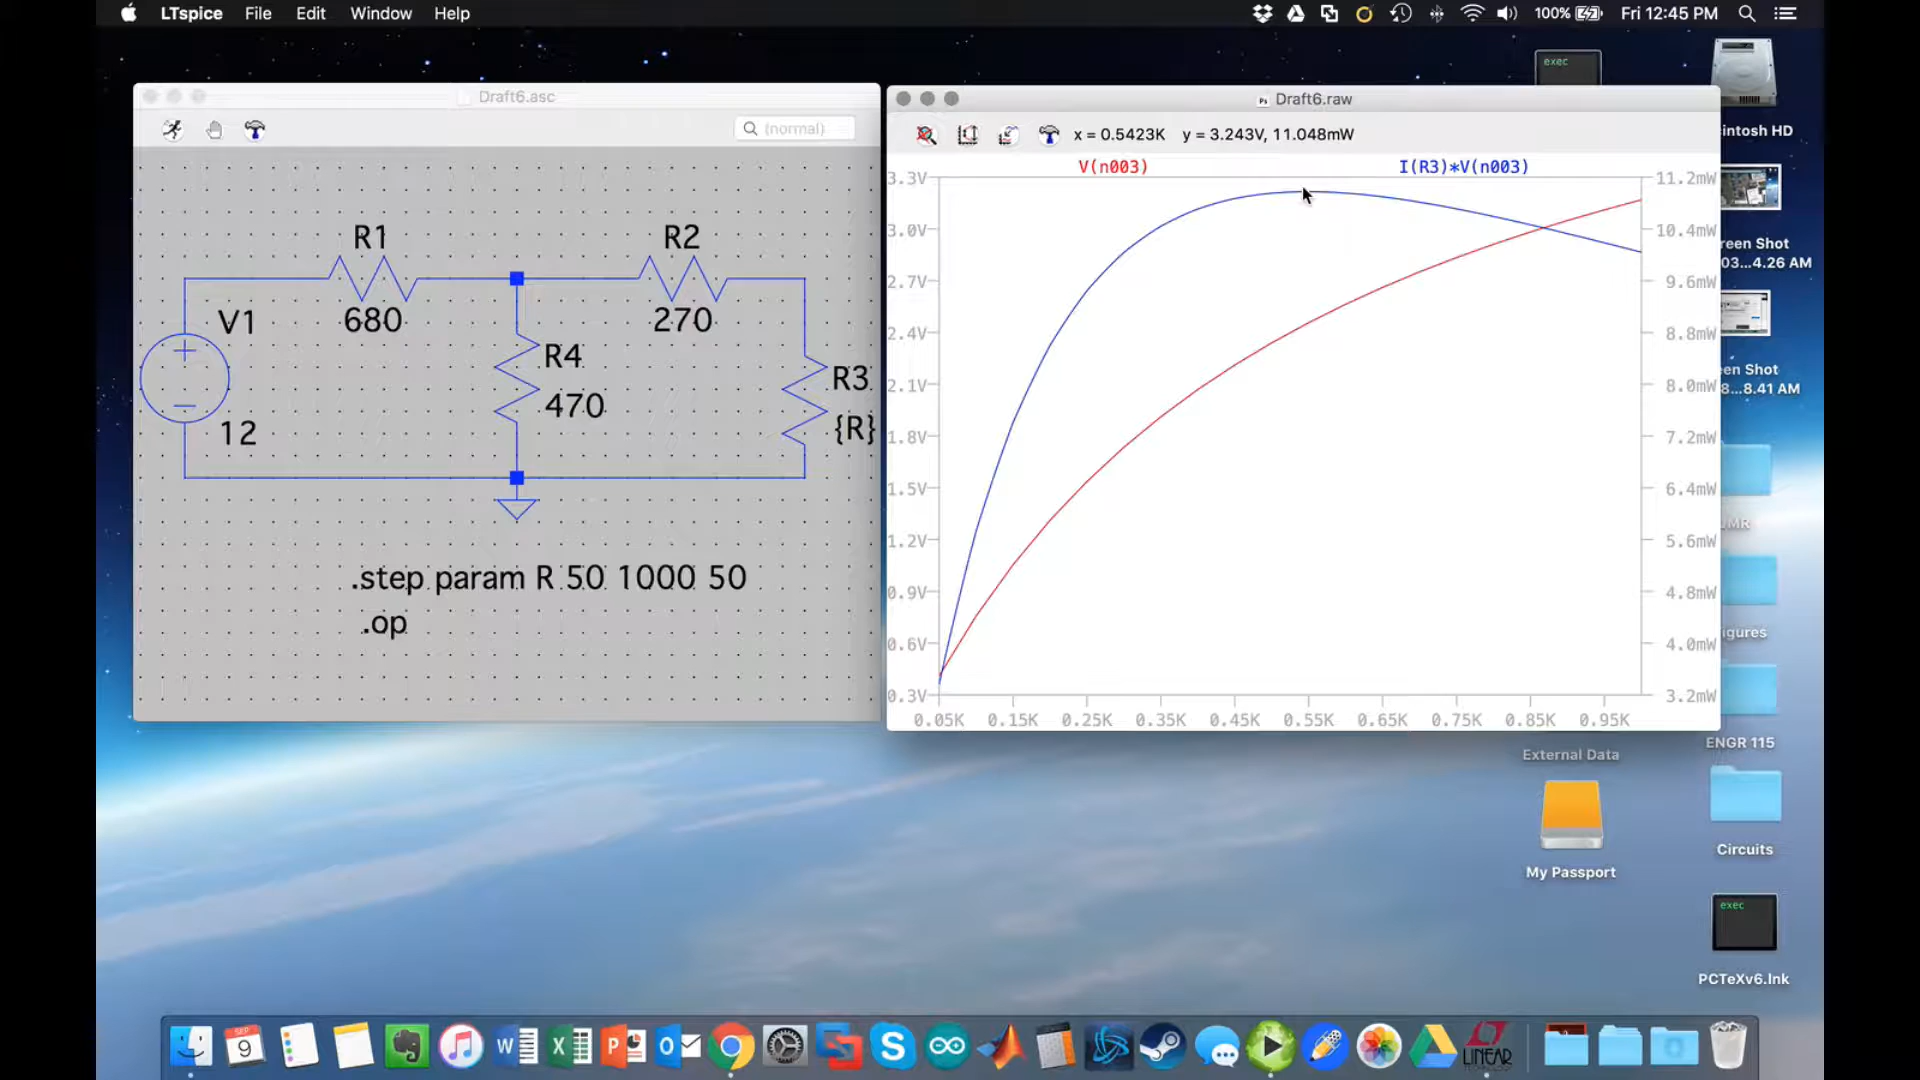 LTspice File Edit Window Help
100% Fri 12:45 PM
Draft6.asc
(normal)
R1
680
R2
270
V1
12
R4
470
R3
{R}
.step param R 50 1000 50
.op
Draft6.raw
x = 0.5423K y = 3.243V, 11.048mW
V(n003) I(R3)*V(n003)
3.3V 11.2mW
3.0V 10.4mW
2.7V 9.6mW
2.4V 8.8mW
2.1V 8.0mW
1.8V 7.2mW
1.5V 6.4mW
1.2V 5.6mW
0.9V 4.8mW
0.6V 4.0mW
0.3V 3.2mW
0.05K 0.15K 0.25K 0.35K 0.45K 0.55K 0.65K 0.75K 0.85K 0.95K
exec
intosh HD
reen Shot
03...4.26 AM
en Shot
8...8.41 AM
JMR
igures
ENGR 115
External Data
Circuits
My Passport
exec
PCTeXv6.lnk
SEP
9
W
X
P
O
S
LINEAR